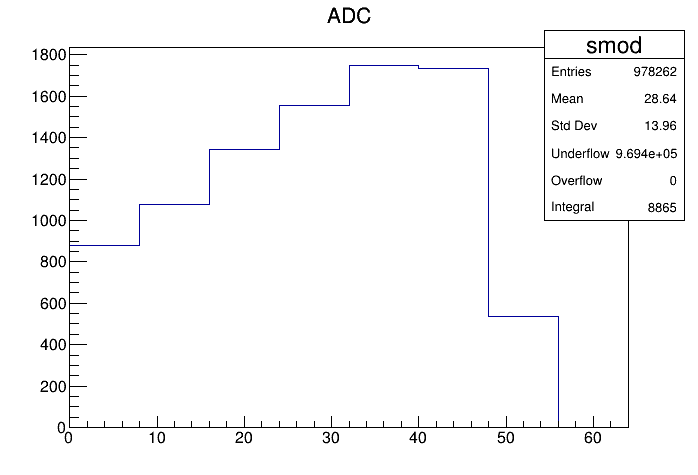 ADC
smod
Entries 978262
Mean 28.64
Std Dev 13.96
Underflow 9.694e+05
Overflow 0
Integral 8865
1800
1600
1400
1200
1000
800
600
400
200
0
0 10 20 30 40 50 60